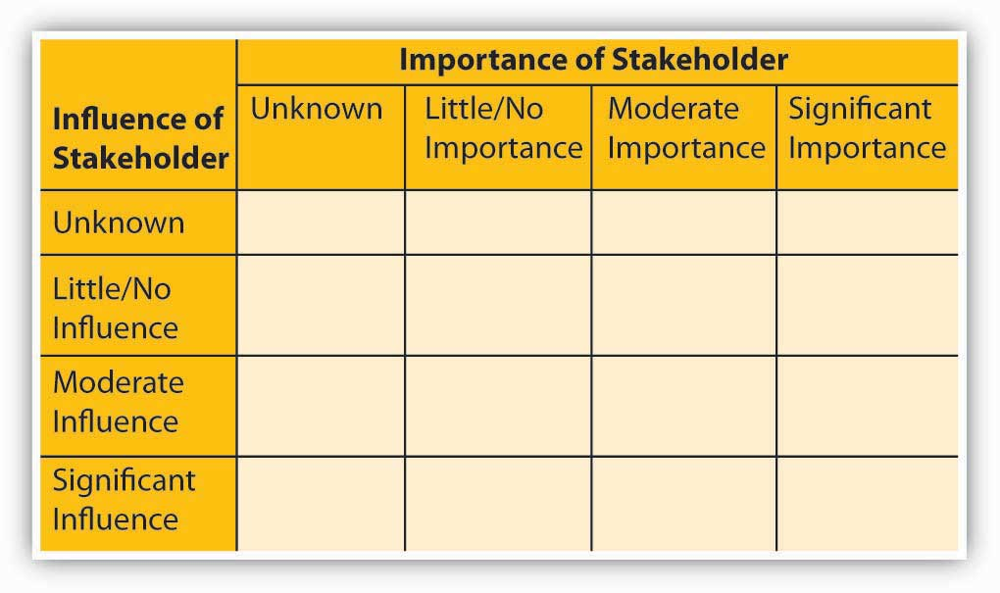 Importance of Stakeholder
Influence of
Stakeholder
Unknown
Little/No
Importance
Moderate
Importance
Significant
Importance
Unknown
Little/No
Influence
Moderate
Influence
Significant
Influence